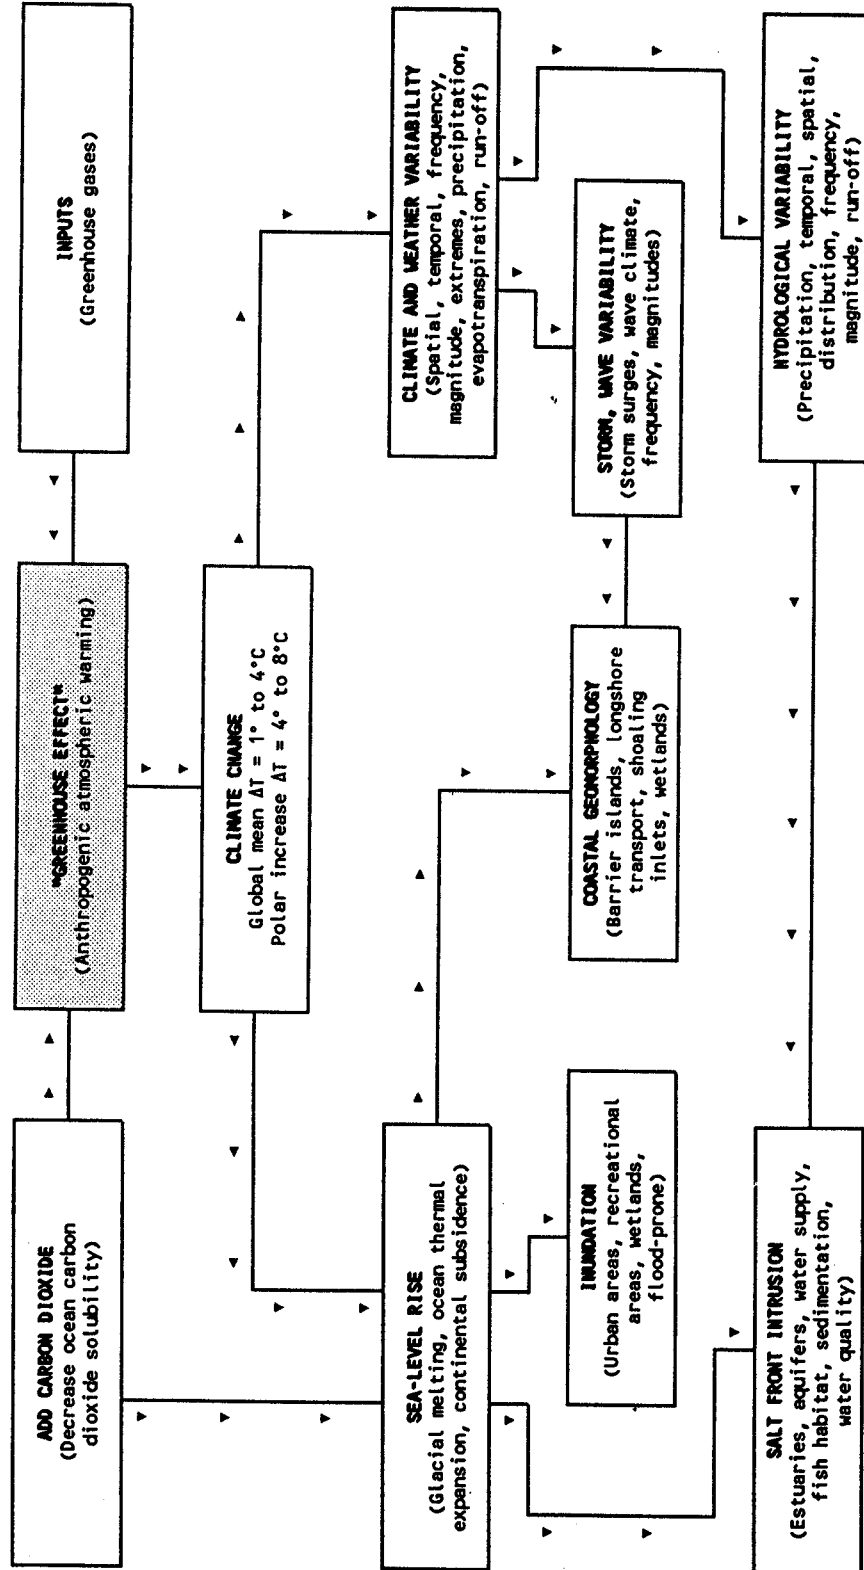 ADD CARBON DIOXIDE
(Decrease ocean carbon
dioxide solubility)
"GREENHOUSE EFFECT"
(Anthropogenic atmospheric warming)
INPUTS
(Greenhouse gases)
CLIMATE CHANGE
Global mean ΔT = 1° to 4°C
Polar increase ΔT = 4° to 8°C
SEA-LEVEL RISE
(Glacial melting, ocean thermal
expansion, continental subsidence)
CLIMATE AND WEATHER VARIABILITY
(Spatial, temporal, frequency,
magnitude, extremes, precipitation,
evapotranspiration, run-off)
INUNDATION
(Urban areas, recreational
areas, wetlands,
flood-prone)
COASTAL GEOMORPHOLOGY
(Barrier islands, longshore
transport, shoaling
inlets, wetlands)
STORM, WAVE VARIABILITY
(Storm surges, wave climate,
frequency, magnitudes)
SALT FRONT INTRUSION
(Estuaries, aquifers, water supply,
fish habitat, sedimentation,
water quality)
HYDROLOGICAL VARIABILITY
(Precipitation, temporal, spatial,
distribution, frequency,
magnitude, run-off)